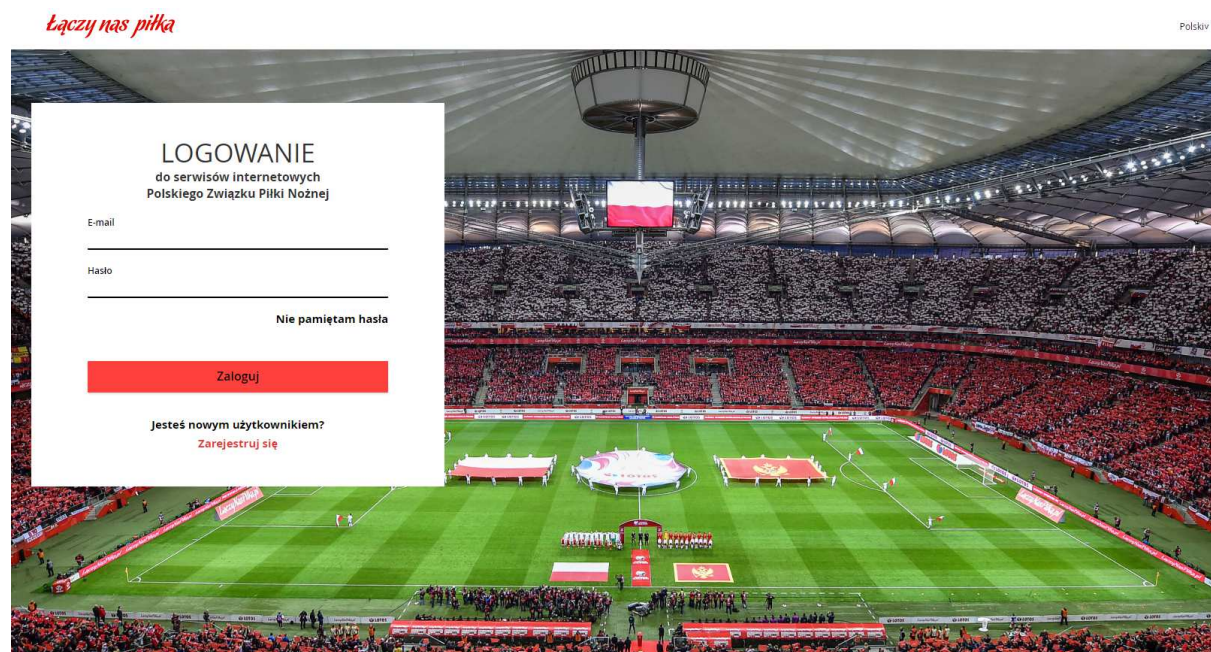 Łączy nas piłka
Polski
LOGOWANIE
do serwisów internetowych
Polskiego Związku Piłki Nożnej
E-mail
Hasło
Nie pamiętam hasła
Zaloguj
Jesteś nowym użytkownikiem?
Zarejestruj się